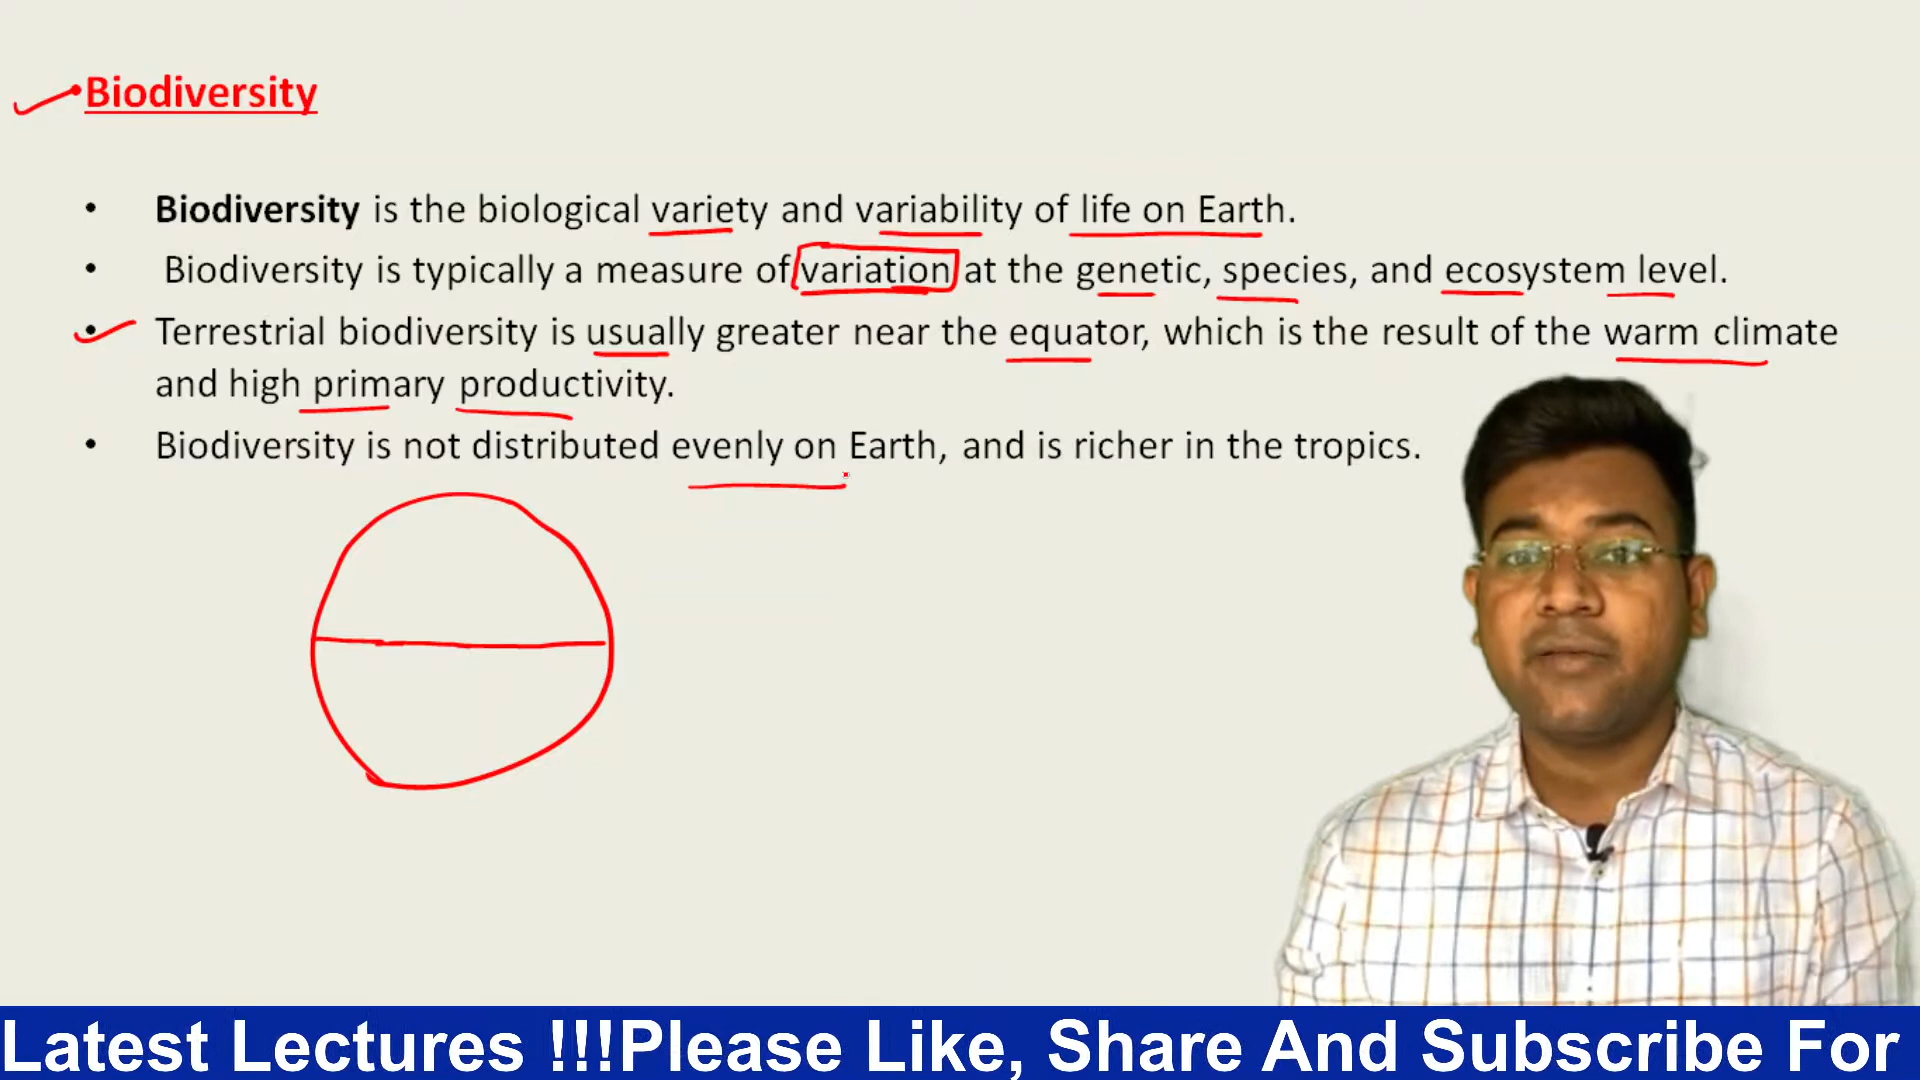 Biodiversity
• Biodiversity is the biological variety and variability of life on Earth.
• Biodiversity is typically a measure of variation at the genetic, species, and ecosystem level.
• Terrestrial biodiversity is usually greater near the equator, which is the result of the warm climate
and high primary productivity.
• Biodiversity is not distributed evenly on Earth, and is richer in the tropics.
Latest Lectures !!!Please Like, Share And Subscribe For